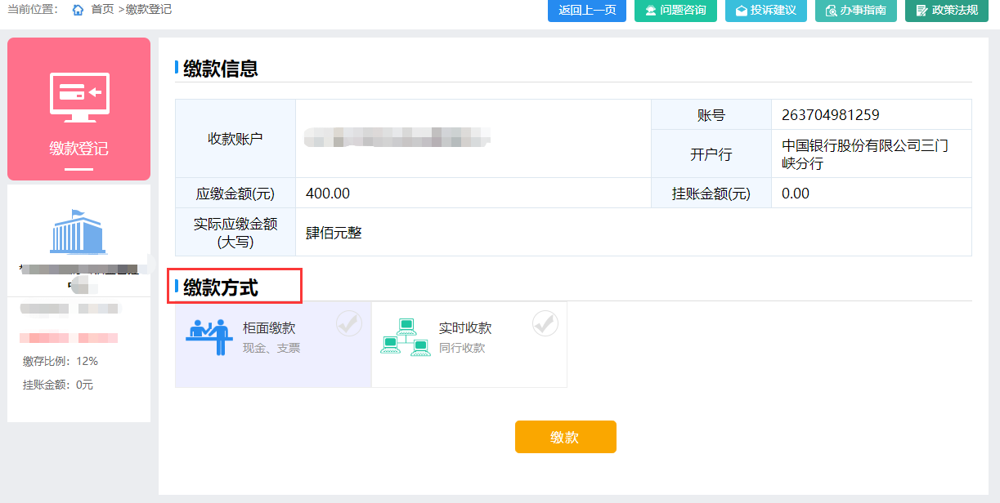 当前位置： 首页 >缴款登记
返回上一页
问题咨询
投诉建议
办事指南
政策法规
缴款登记
缴存比例：12%
挂账金额：0元
缴款信息
收款账户
账号
263704981259
开户行
中国银行股份有限公司三门
峡分行
应缴金额(元)
400.00
挂账金额(元)
0.00
实际应缴金额
(大写)
肆佰元整
缴款方式
柜面缴款
现金、支票
实时收款
同行收款
缴款